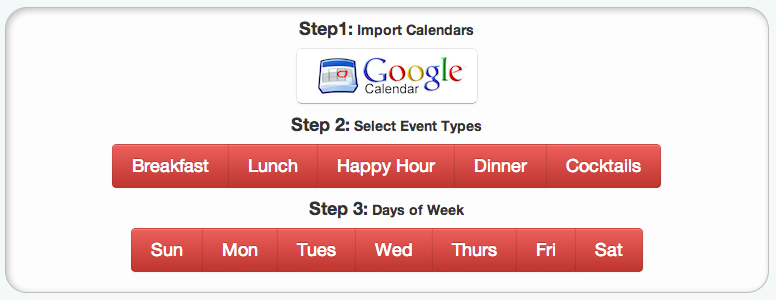 Step1: Import Calendars
Google
Calendar
Step 2: Select Event Types
Breakfast Lunch Happy Hour Dinner Cocktails
Step 3: Days of Week
Sun Mon Tues Wed Thurs Fri Sat